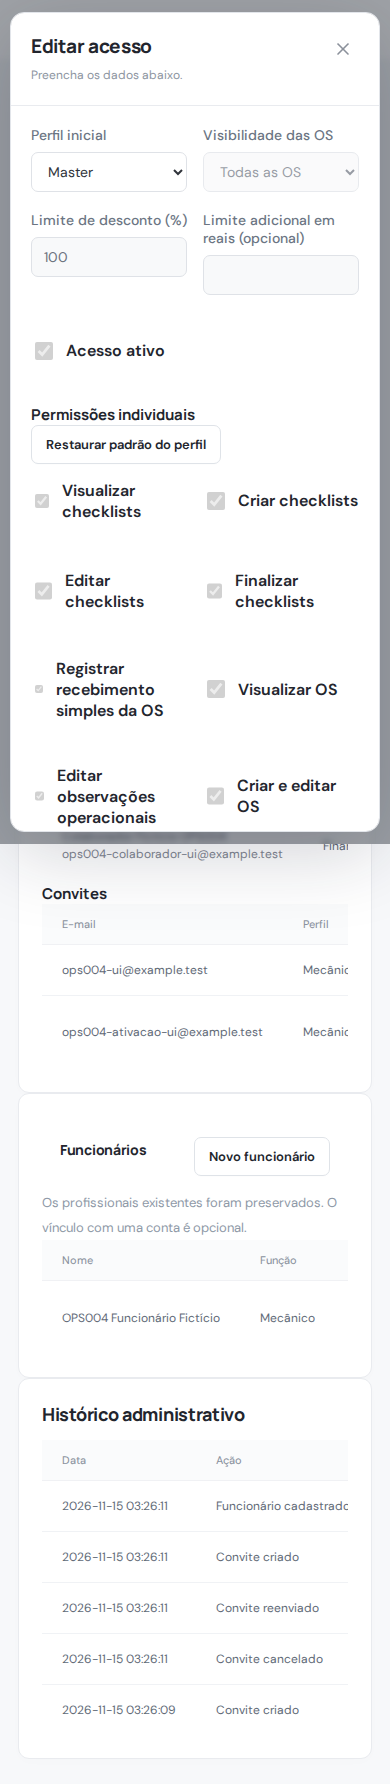 Editar acesso
Preencha os dados abaixo.
Perfil inicial
Visibilidade das OS
Master
Todas as OS
Limite de desconto (%)
Limite adicional em
reais (opcional)
100
Acesso ativo
Permissões individuais
Restaurar padrão do perfil
Visualizar
checklists
Criar checklists
Editar
checklists
Finalizar
checklists
Registrar
recebimento
simples da OS
Visualizar OS
Editar
observações
operacionais
Criar e editar
OS
ops004-colaborador-ui@example.test
Convites
E-mail
Perfil
ops004-ui@example.test
Mecânic
ops004-ativacao-ui@example.test
Mecânic
Funcionários
Novo funcionário
Os profissionais existentes foram preservados. O
vínculo com uma conta é opcional.
Nome
Função
OPS004 Funcionário Fictício
Mecânico
Histórico administrativo
Data
Ação
2026-11-15 03:26:11
Funcionário cadastrado
2026-11-15 03:26:11
Convite criado
2026-11-15 03:26:11
Convite reenviado
2026-11-15 03:26:11
Convite cancelado
2026-11-15 03:26:09
Convite criado